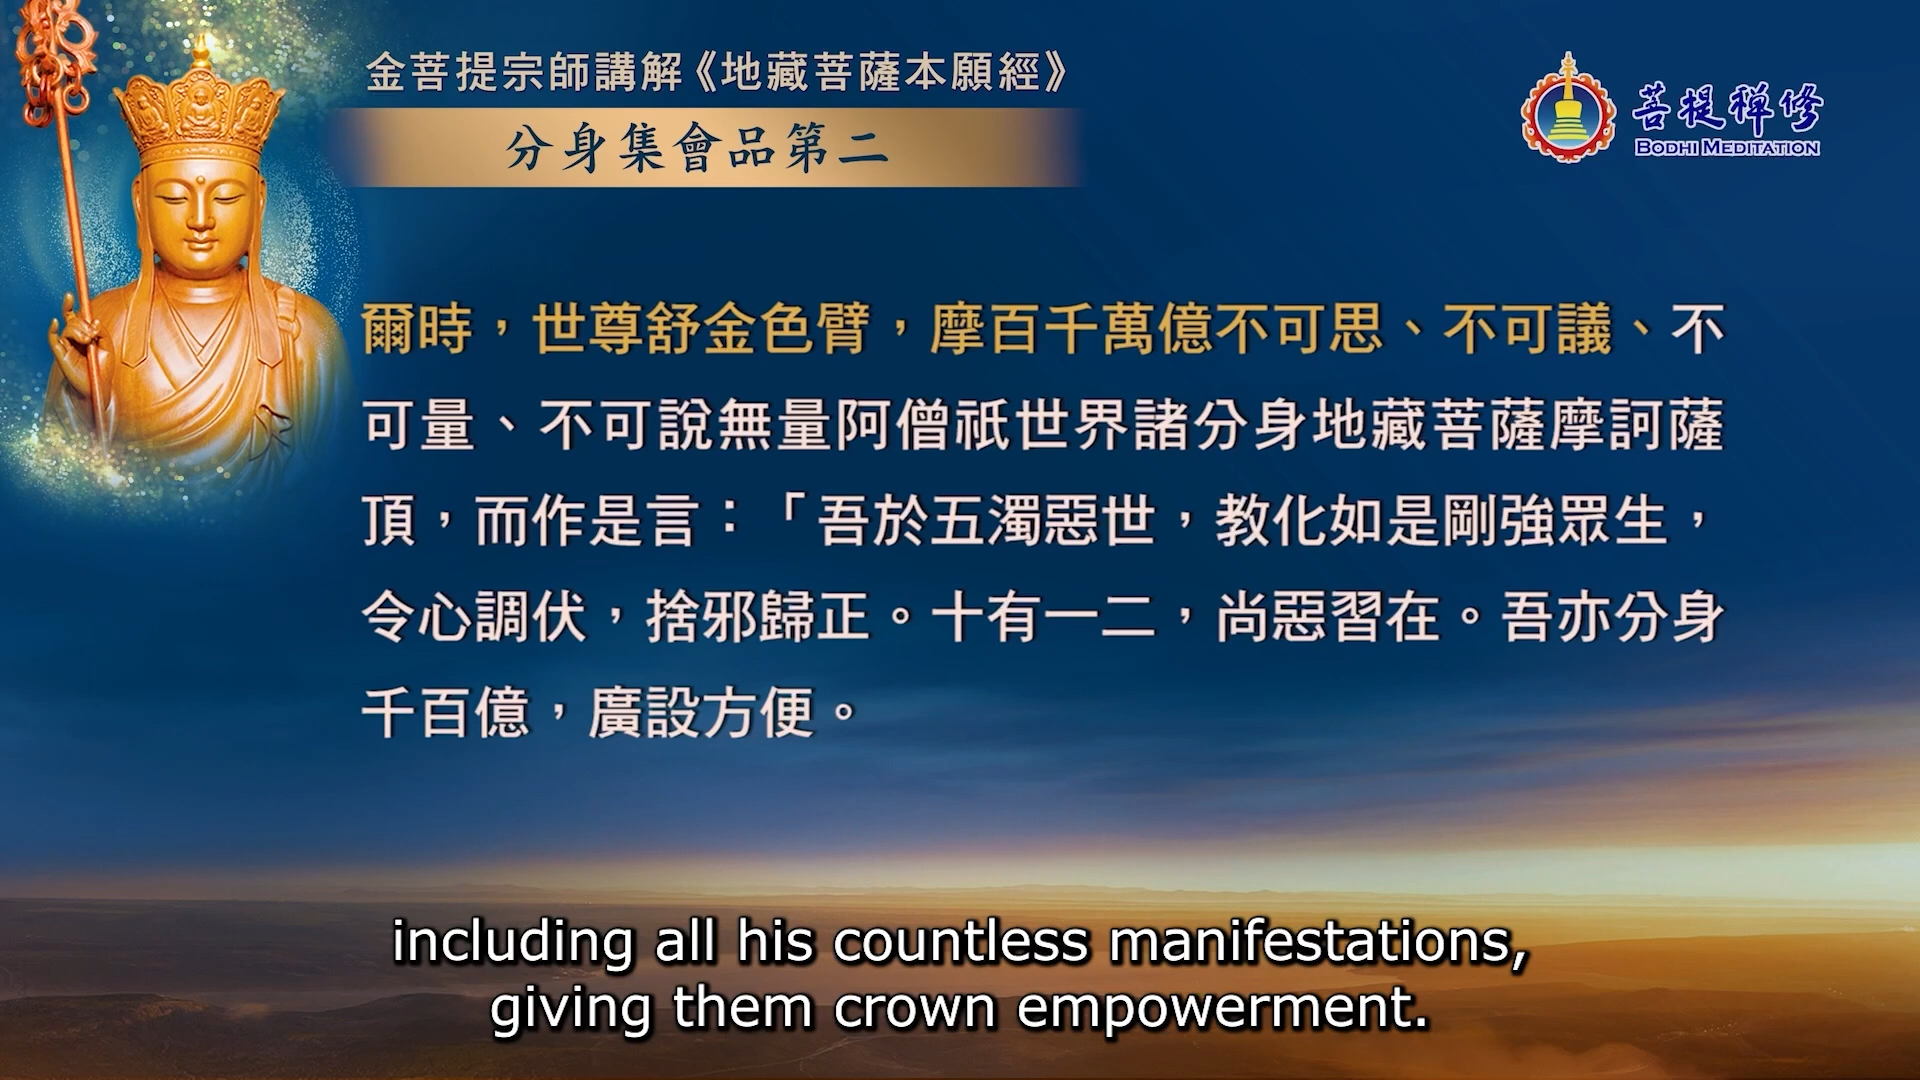 金菩提宗師講解《地藏菩薩本願經》
分身集會品第二
菩提禪修
BODHI MEDITATION
爾時，世尊舒金色臂，摩百千萬億不可思、不可議、不
可量、不可說無量阿僧祇世界諸分身地藏菩薩摩訶薩
頂，而作是言：「吾於五濁惡世，教化如是剛強眾生，
令心調伏，捨邪歸正。十有一二，尚惡習在。吾亦分身
千百億，廣設方便。
including all his countless manifestations,
giving them crown empowerment.